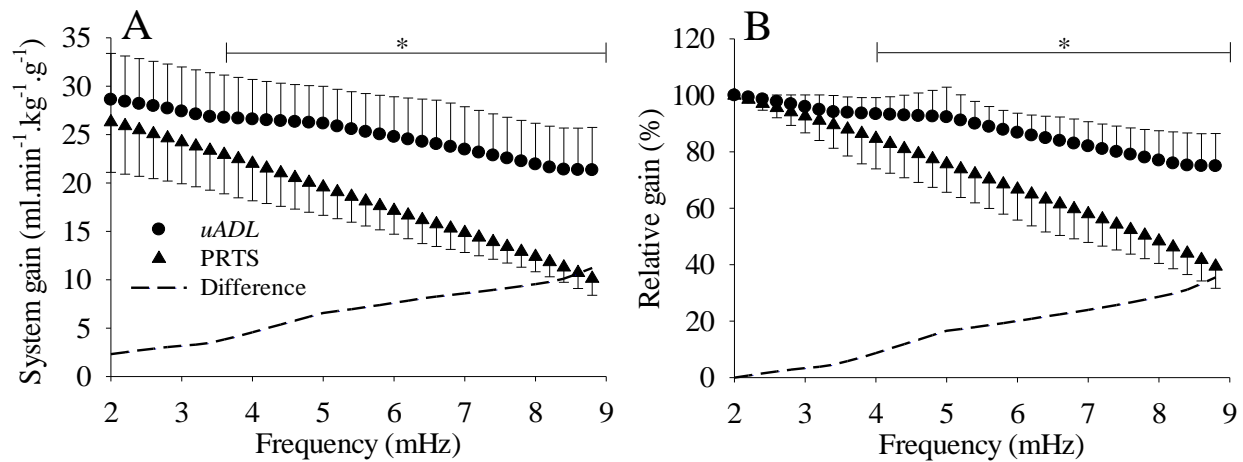 A
System gain (ml.min⁻¹.kg⁻¹.g⁻¹)
35
30
25
20
15
10
5
0
*
uADL
PRTS
Difference
2 3 4 5 6 7 8 9
Frequency (mHz)
B
Relative gain (%)
120
100
80
60
40
20
0
*
2 3 4 5 6 7 8 9
Frequency (mHz)